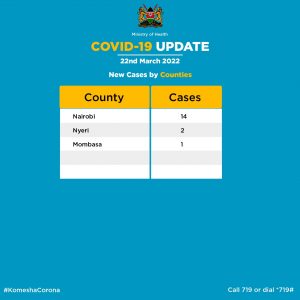 Ministry of Health
COVID-19 UPDATE
22nd March 2022
New Cases by Counties
County Cases
Nairobi 14
Nyeri 2
Mombasa 1
#KomeshaCorona Call 719 or dial *719#